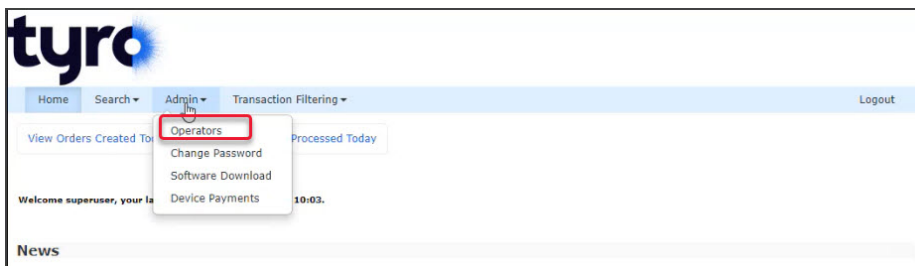 tyro
Home Search Admin Transaction Filtering Logout
Operators
View Orders Created To Processed Today
Change Password
Software Download
Device Payments
Welcome superuser, your la 10:03.
News